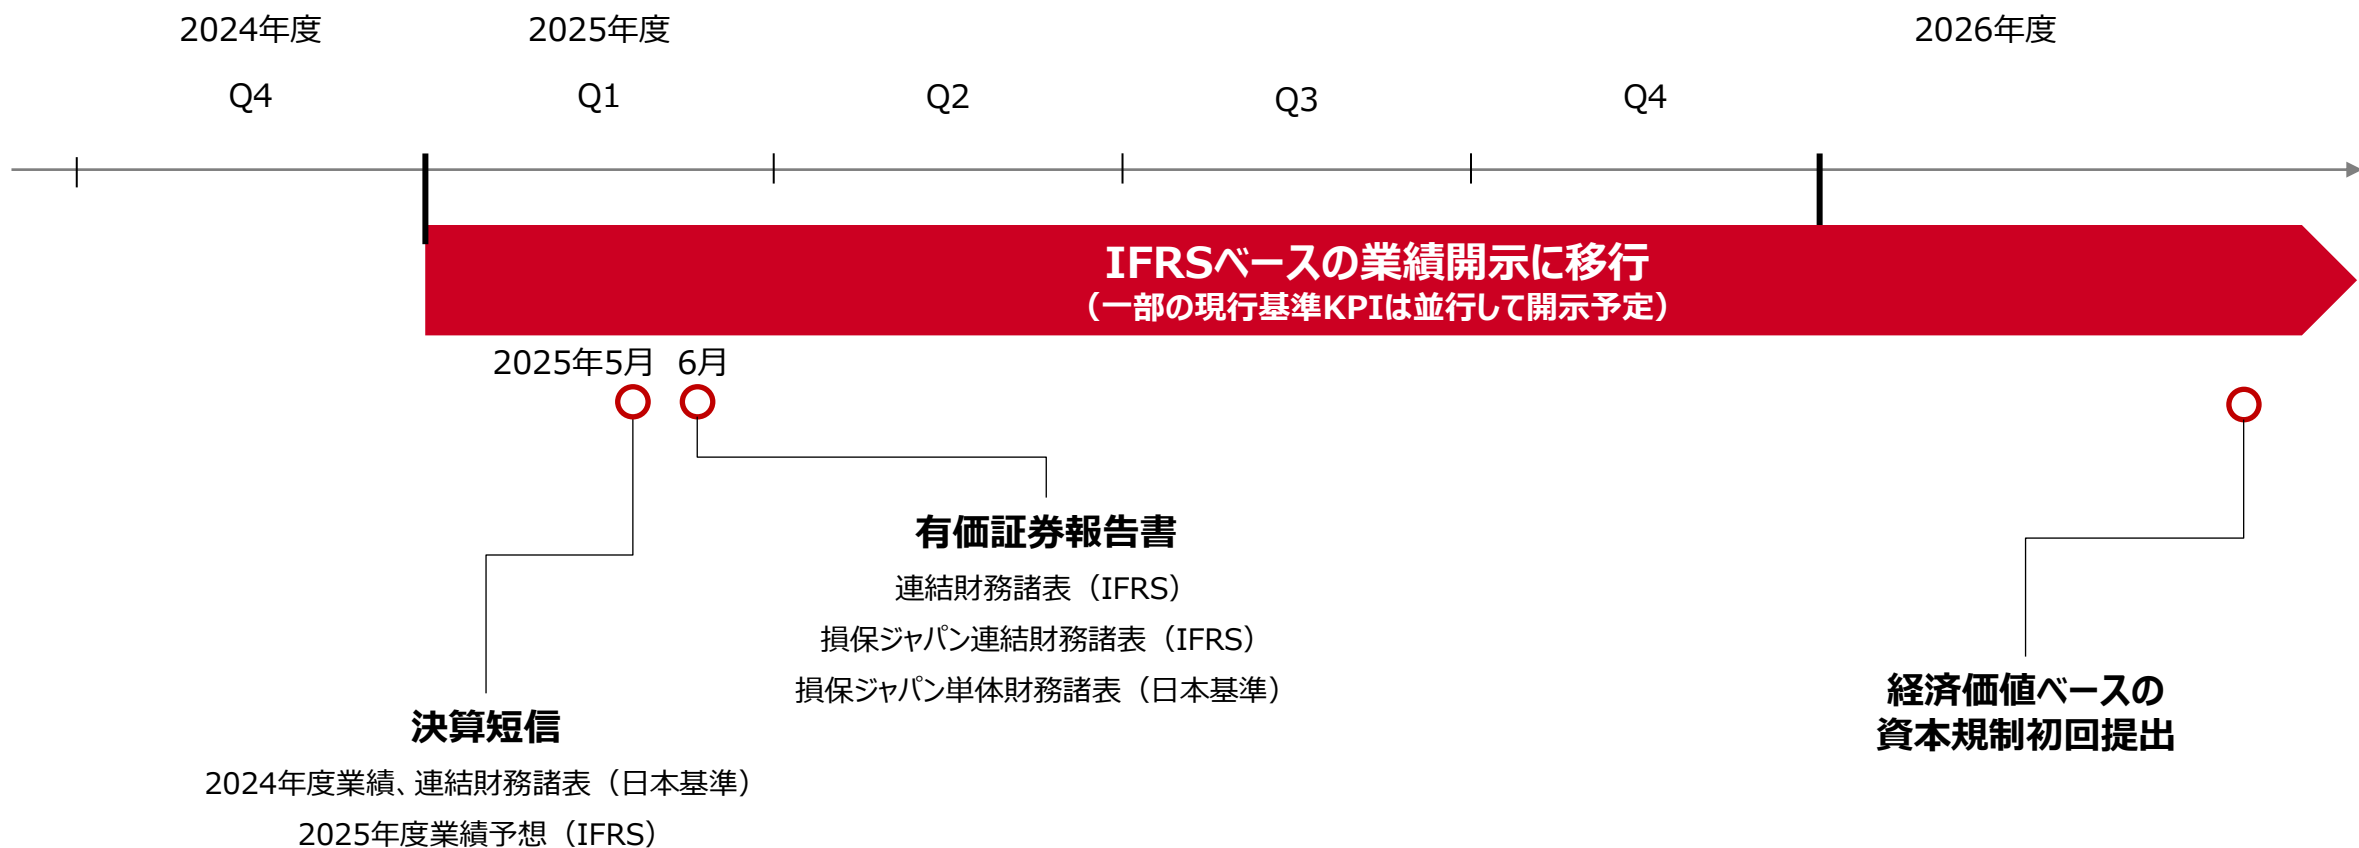 2024年度
2025年度
2026年度
Q4
Q1
Q2
Q3
Q4
IFRSベースの業績開示に移行
（一部の現行基準KPIは並行して開示予定）
2025年5月
6月
有価証券報告書
連結財務諸表（IFRS）
損保ジャパン連結財務諸表（IFRS）
損保ジャパン単体財務諸表（日本基準）
決算短信
2024年度業績、連結財務諸表（日本基準）
2025年度業績予想（IFRS）
経済価値ベースの
資本規制初回提出